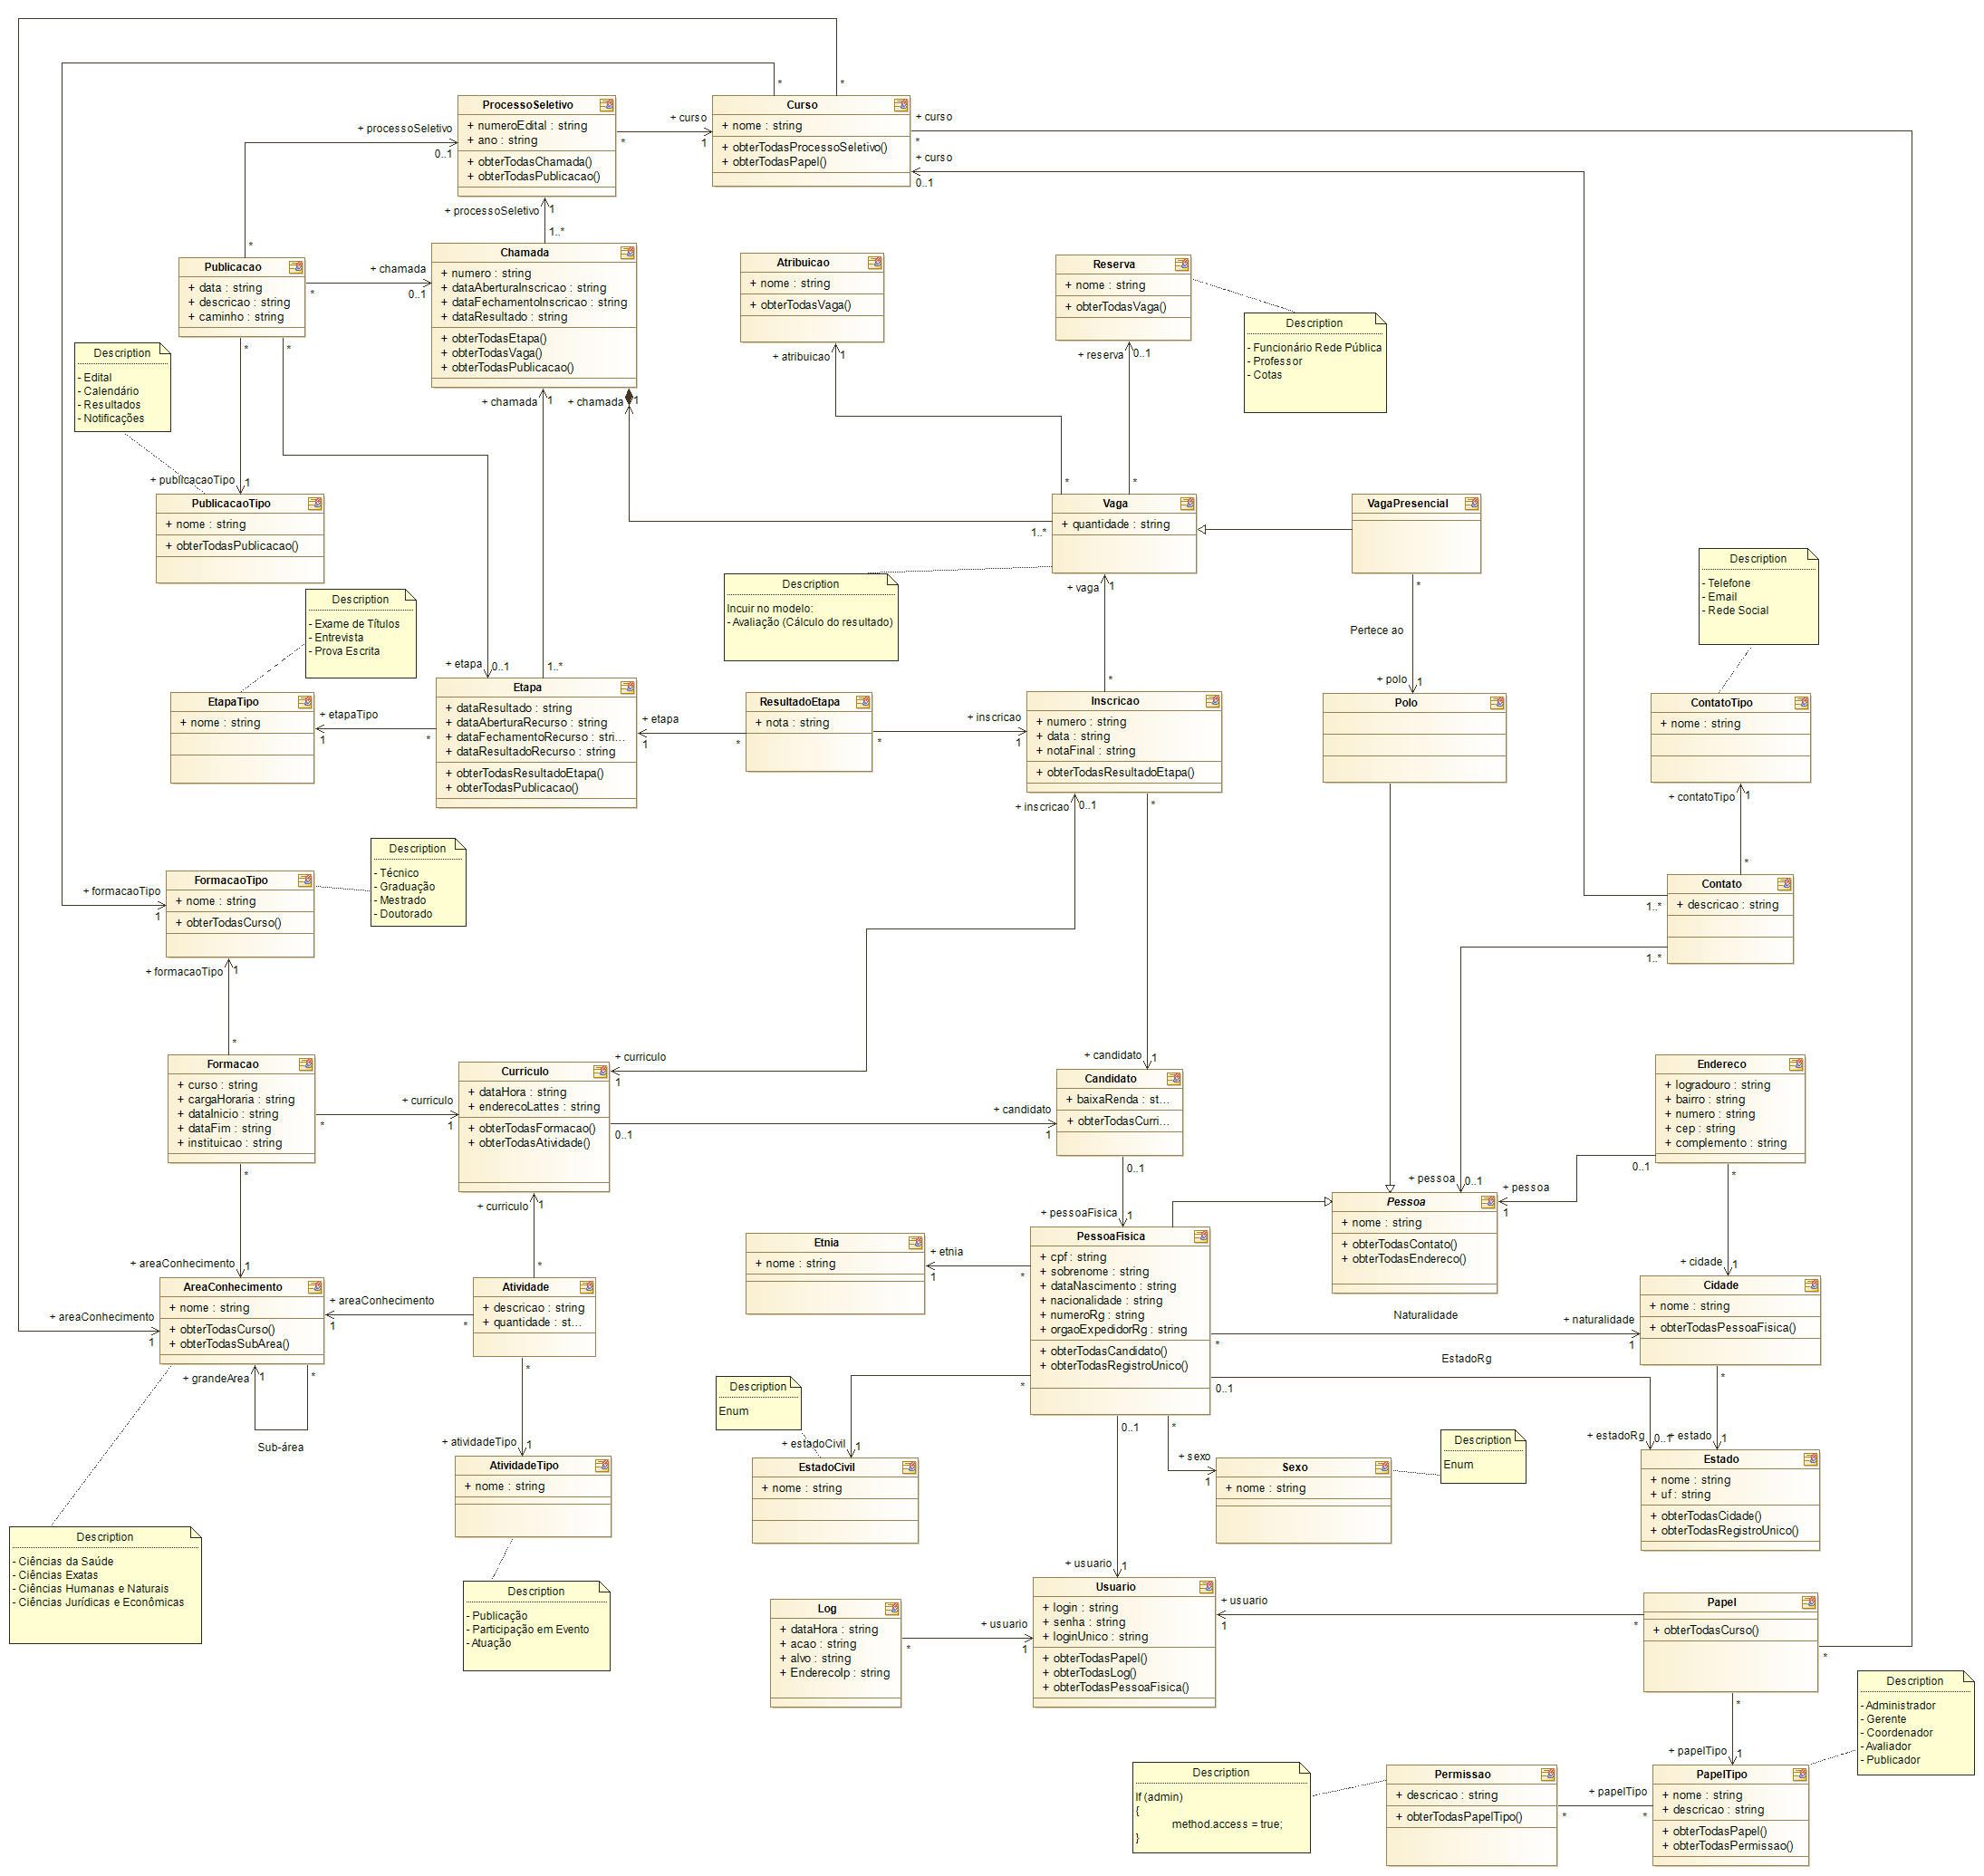 *
*
ProcessoSeletivo
+ numeroEdital : string
+ ano : string
+ obterTodasChamada()
+ obterTodasPublicacao()
+ processoSeletivo
0..1
*
+ curso
1
Curso
+ nome : string
+ obterTodasProcessoSeletivo()
+ obterTodasPapel()
+ curso
*
+ curso
0..1
+ processoSeletivo
1
1..*
*
Publicacao
+ data : string
+ descricao : string
+ caminho : string
*
+ chamada
0..1
*
*
Chamada
+ numero : string
+ dataAberturaInscricao : string
+ dataFechamentoInscricao : string
+ dataResultado : string
+ obterTodasEtapa()
+ obterTodasVaga()
+ obterTodasPublicacao()
+ chamada
1
+ chamada
1
Atribuicao
+ nome : string
+ obterTodasVaga()
+ atribuicao
1
Reserva
+ nome : string
+ obterTodasVaga()
+ reserva
0..1
Description
- Funcionário Rede Pública
- Professor
- Cotas
Description
- Edital
- Calendário
- Resultados
- Notificações
+ publicacaoTipo
1
PublicacaoTipo
+ nome : string
+ obterTodasPublicacao()
*
*
Vaga
+ quantidade : string
1..*
VagaPresencial
*
Description
Incuir no modelo:
- Avaliação (Cálculo do resultado)
+ vaga
1
Pertece ao
+ polo
1
Description
- Telefone
- Email
- Rede Social
Description
- Exame de Títulos
- Entrevista
- Prova Escrita
+ etapa
0..1
1..*
EtapaTipo
+ nome : string
+ etapaTipo
1
*
Etapa
+ dataResultado : string
+ dataAberturaRecurso : string
+ dataFechamentoRecurso : stri...
+ dataResultadoRecurso : string
+ obterTodasResultadoEtapa()
+ obterTodasPublicacao()
+ etapa
1
*
ResultadoEtapa
+ nota : string
*
+ inscricao
1
*
Inscricao
+ numero : string
+ data : string
+ notaFinal : string
+ obterTodasResultadoEtapa()
+ inscricao
0..1
*
Polo
ContatoTipo
+ nome : string
+ contatoTipo
1
*
Contato
+ descricao : string
1..*
1..*
Description
- Técnico
- Graduação
- Mestrado
- Doutorado
+ formacaoTipo
1
FormacaoTipo
+ nome : string
+ obterTodasCurso()
+ formacaoTipo
1
*
Formacao
+ curso : string
+ cargaHoraria : string
+ dataInicio : string
+ dataFim : string
+ instituicao : string
*
*
+ curriculo
1
Curriculo
+ dataHora : string
+ enderecoLattes : string
+ obterTodasFormacao()
+ obterTodasAtividade()
+ curriculo
1
0..1
+ curriculo
1
+ candidato
1
+ candidato
1
Candidato
+ baixaRenda : st...
+ obterTodasCurri...
0..1
+ pessoaFisica
1
Endereco
+ logradouro : string
+ bairro : string
+ numero : string
+ cep : string
+ complemento : string
0..1
*
+ pessoa
0..1
+ pessoa
1
Pessoa
+ nome : string
+ obterTodasContato()
+ obterTodasEndereco()
Etnia
+ nome : string
+ etnia
1
*
PessoaFisica
+ cpf : string
+ sobrenome : string
+ dataNascimento : string
+ nacionalidade : string
+ numeroRg : string
+ orgaoExpedidorRg : string
+ obterTodasCandidato()
+ obterTodasRegistroUnico()
+ areaConhecimento
1
+ areaConhecimento
1
AreaConhecimento
+ nome : string
+ obterTodasCurso()
+ obterTodasSubArea()
+ areaConhecimento
1
*
*
Atividade
+ descricao : string
+ quantidade : st...
*
+ grandeArea
1
*
Sub-área
+ cidade
1
Cidade
+ nome : string
+ obterTodasPessoaFisica()
Naturalidade
+ naturalidade
1
*
EstadoRg
0..1
+ estadoRg
0..1
*
+ estado
1
Estado
+ nome : string
+ uf : string
+ obterTodasCidade()
+ obterTodasRegistroUnico()
Description
Enum
+ estadoCivil
1
*
EstadoCivil
+ nome : string
0..1
*
+ sexo
1
Sexo
+ nome : string
Description
Enum
+ atividadeTipo
1
AtividadeTipo
+ nome : string
Description
- Ciências da Saúde
- Ciências Exatas
- Ciências Humanas e Naturais
- Ciências Jurídicas e Econômicas
Description
- Publicação
- Participação em Evento
- Atuação
Log
+ dataHora : string
+ acao : string
+ alvo : string
+ EnderecoIp : string
*
+ usuario
1
+ usuario
1
Usuario
+ login : string
+ senha : string
+ loginUnico : string
+ obterTodasPapel()
+ obterTodasLog()
+ obterTodasPessoaFisica()
+ usuario
1
*
Papel
+ obterTodasCurso()
*
*
+ papelTipo
1
Description
- Administrador
- Gerente
- Coordenador
- Avaliador
- Publicador
Description
If (admin)
{
method.access = true;
}
Permissao
+ descricao : string
+ obterTodasPapelTipo()
*
+ papelTipo
*
PapelTipo
+ nome : string
+ descricao : string
+ obterTodasPapel()
+ obterTodasPermissao()